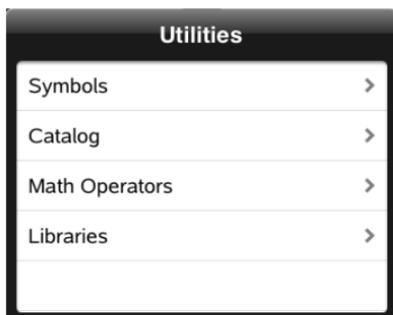 Utilities
Symbols
Catalog
Math Operators
Libraries